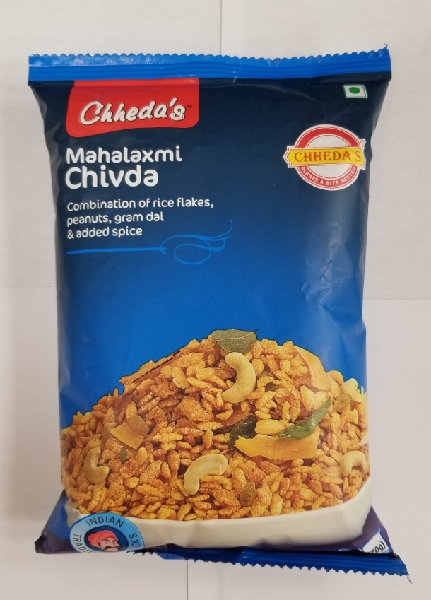 Chheda's
CHHEDA'S
Mahalaxmi
Chivda
Combination of rice flakes,
peanuts, gram dal
& added spice
INDIAN